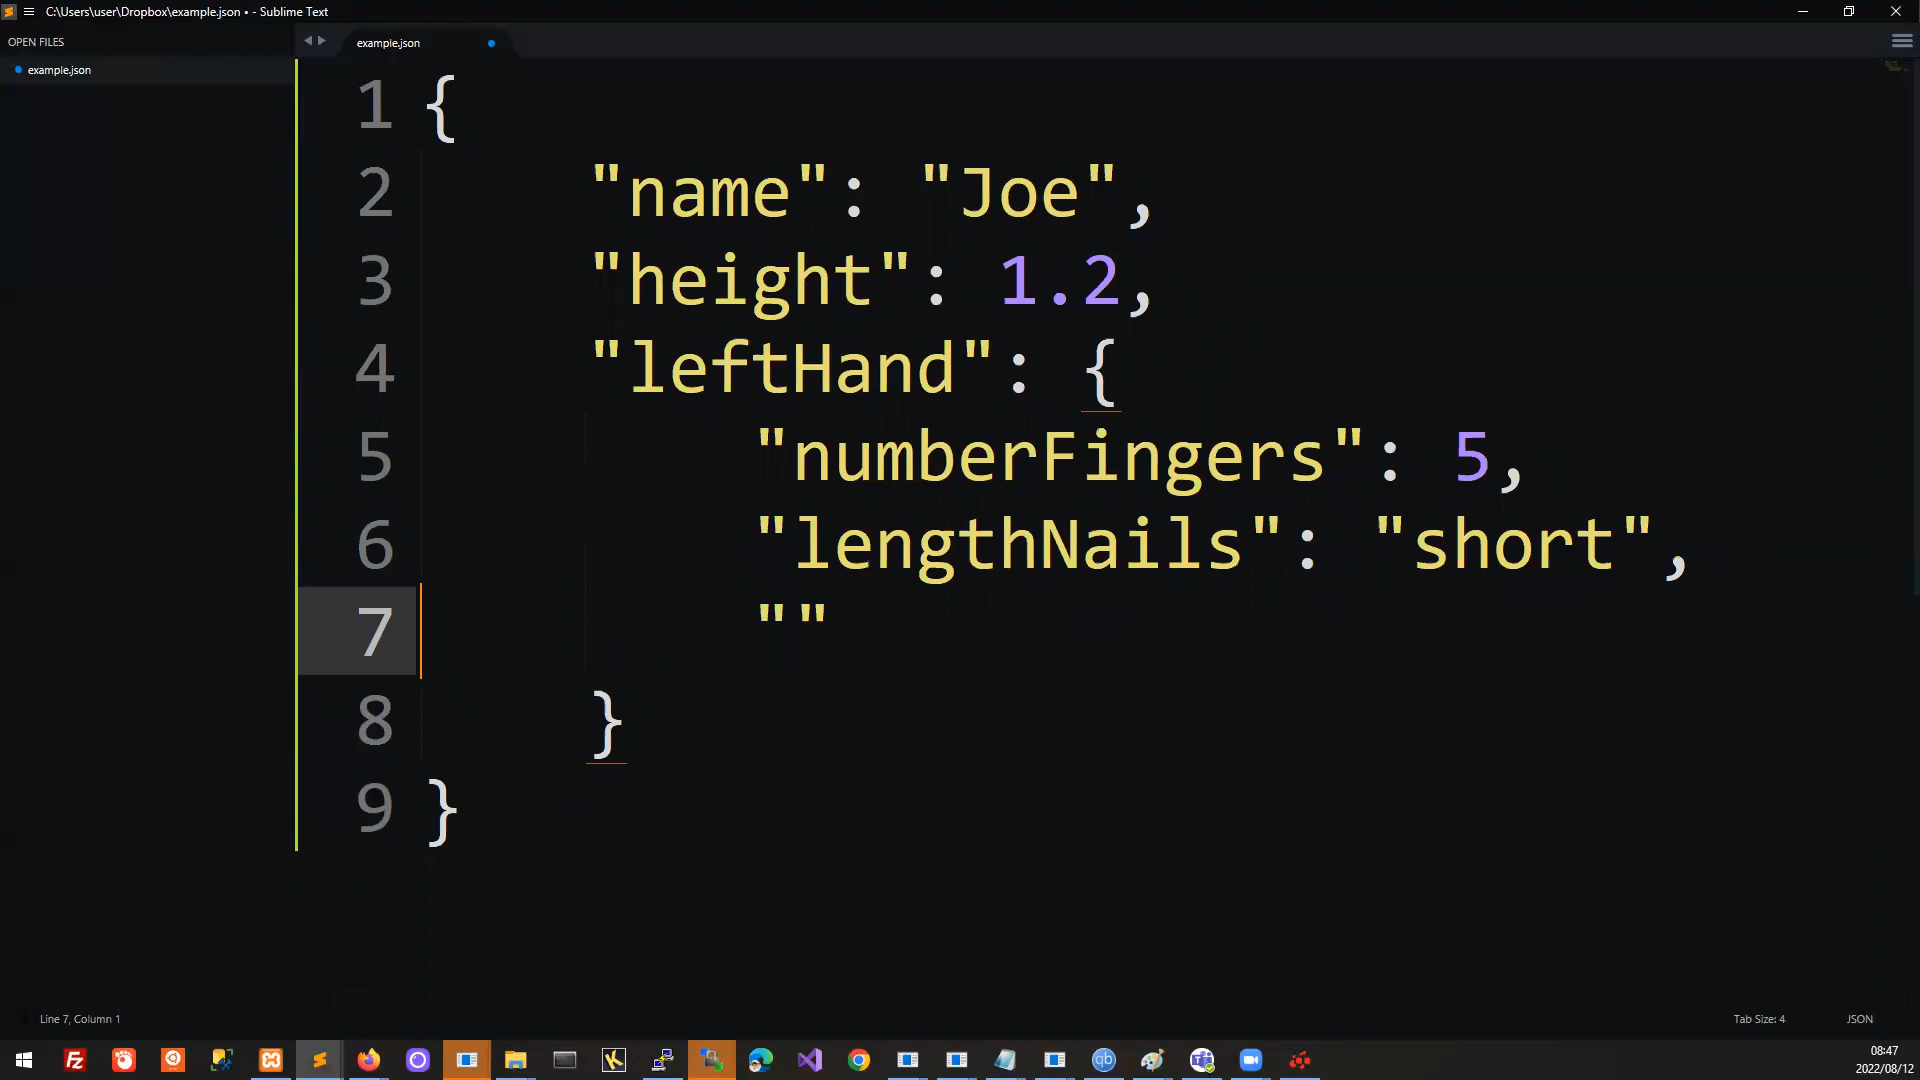 C:\Users\user\Dropbox\example.json • - Sublime Text
OPEN FILES
example.json
example.json
1 {
2 "name": "Joe",
3 "height": 1.2,
4 "leftHand": {
5 "numberFingers": 5,
6 "lengthNails": "short",
7 ""
8 }
9 }
Line 7, Column 1
Tab Size: 4
JSON
Fz
K
qb
08:47
2022/08/12